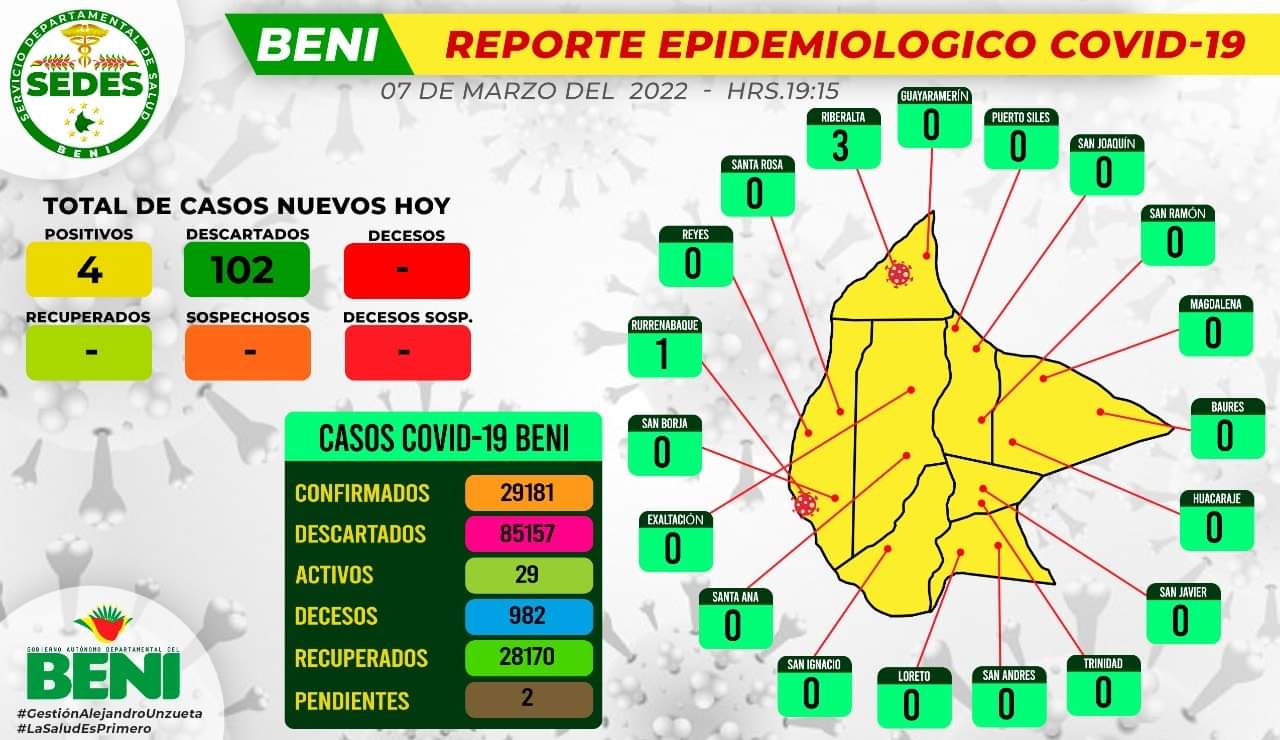 SERVICIO DEPARTAMENTAL DE SALUD
SEDES
BENI
BENI
REPORTE EPIDEMIOLOGICO COVID-19
07 DE MARZO DEL 2022 - HRS.19:15
TOTAL DE CASOS NUEVOS HOY
POSITIVOS
4
DESCARTADOS
102
DECESOS
-
RECUPERADOS
-
SOSPECHOSOS
-
DECESOS SOSP.
-
CASOS COVID-19 BENI
CONFIRMADOS 29181
DESCARTADOS 85157
ACTIVOS 29
DECESOS 982
RECUPERADOS 28170
PENDIENTES 2
GUAYARAMERÍN
0
RIBERALTA
3
PUERTO SILES
0
SAN JOAQUÍN
0
SANTA ROSA
0
SAN RAMÓN
0
REYES
0
MAGDALENA
0
RURRENABAQUE
1
BAURES
0
SAN BORJA
0
HUACARAJE
0
EXALTACIÓN
0
SAN JAVIER
0
SANTA ANA
0
SAN IGNACIO
0
LORETO
0
SAN ANDRES
0
TRINIDAD
0
GOBIERNO AUTÓNOMO DEPARTAMENTAL DEL
BENI
#GestiónAlejandroUnzueta
#LaSaludEsPrimero